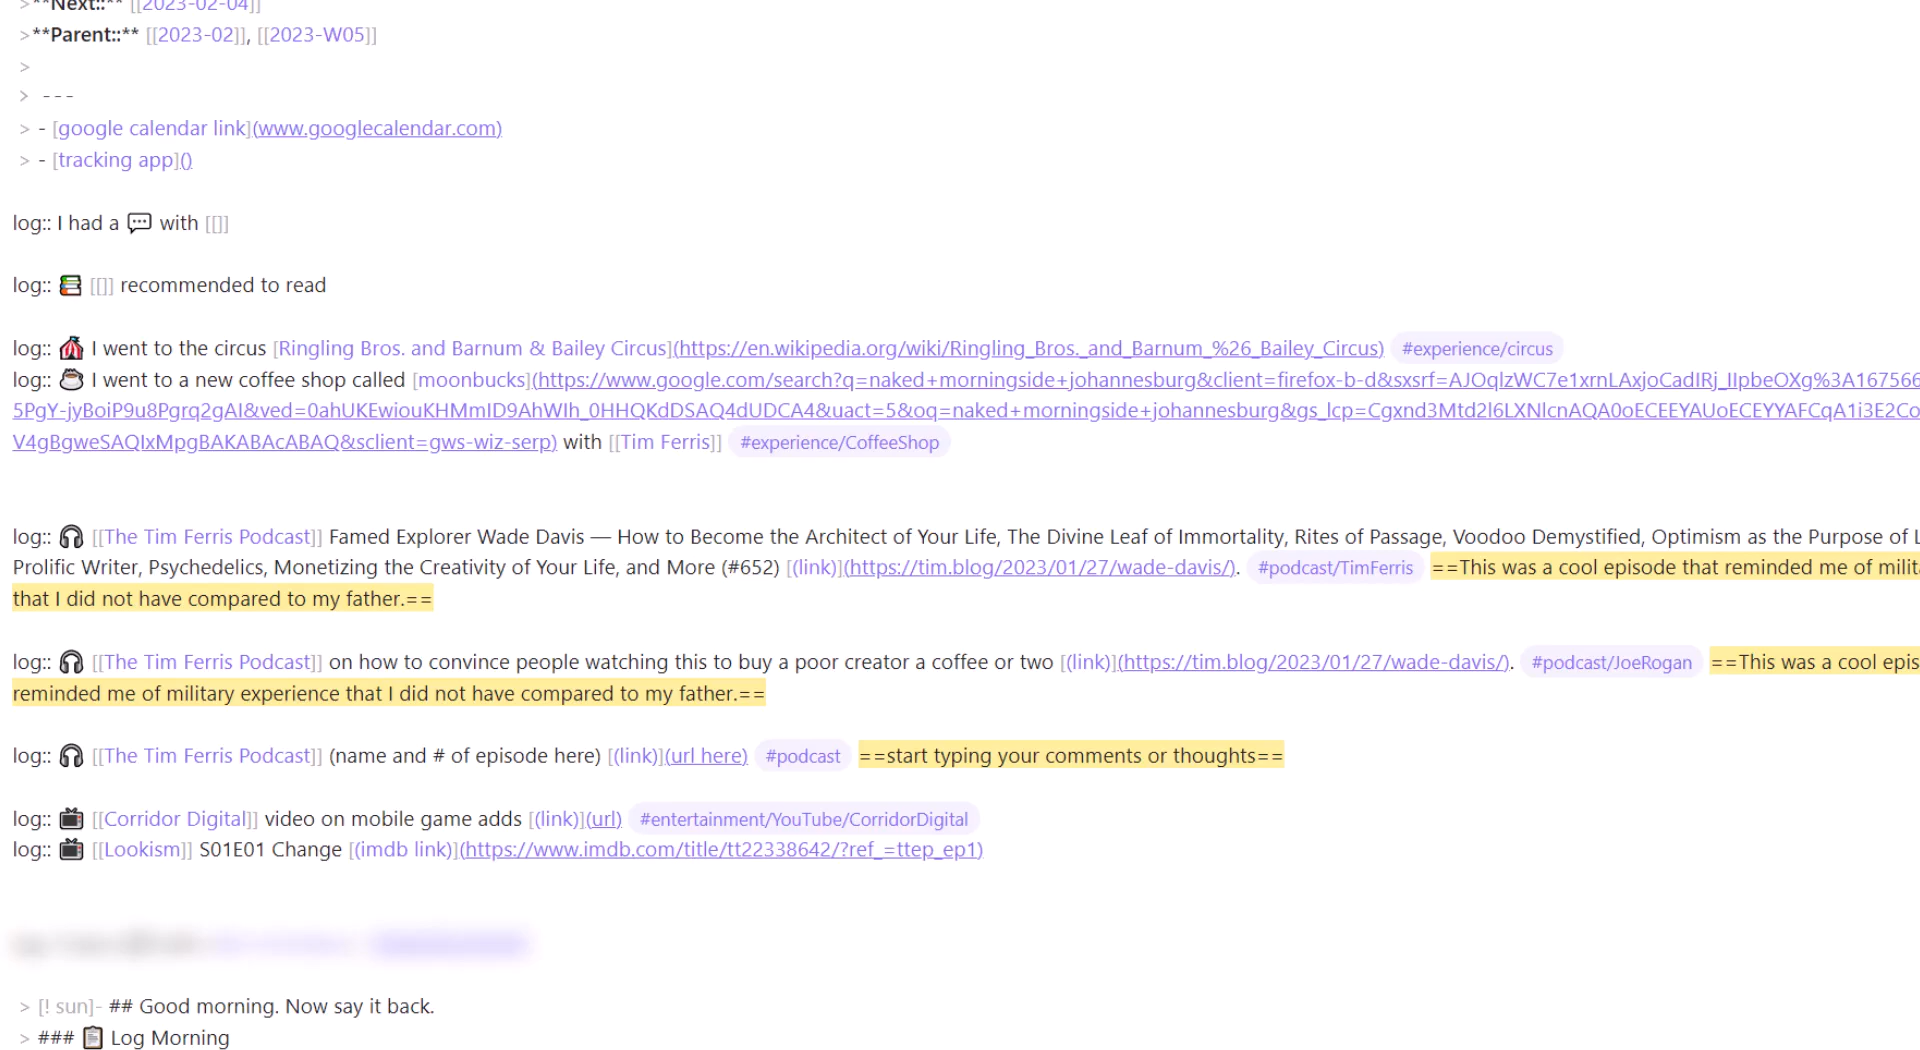 >**Next::** [[2023-02-04]]
>**Parent::** [[2023-02]], [[2023-W05]]
>
> ---
> - [google calendar link](www.googlecalendar.com)
> - [tracking app]()
log:: I had a 💬 with [[]]
log:: 📚 [[]] recommended to read
log:: 🎪 I went to the circus [Ringling Bros. and Barnum & Bailey Circus](https://en.wikipedia.org/wiki/Ringling_Bros._and_Barnum_%26_Bailey_Circus) #experience/circus
log:: ☕ I went to a new coffee shop called [moonbucks](https://www.google.com/search?q=naked+morningside+johannesburg&client=firefox-b-d&sxsrf=AJOqlzWC7e1xrnLAxjoCadIRj_IIpbeOXg%3A167566
5PgY-jyBoiP9u8Pgrq2gAI&ved=0ahUKEwiouKHMmID9AhWIh_0HHQKdDSAQ4dUDCA4&uact=5&oq=naked+morningside+johannesburg&gs_lcp=Cgxnd3Mtd2l6LXNlcnAQA0oECEEYAUoECEYYAFCqA1i3E2Co
V4gBgweSAQIxMpgBAKABAcABAQ&sclient=gws-wiz-serp) with [[Tim Ferris]] #experience/CoffeeShop
log:: 🎧 [[The Tim Ferris Podcast]] Famed Explorer Wade Davis — How to Become the Architect of Your Life, The Divine Leaf of Immortality, Rites of Passage, Voodoo Demystified, Optimism as the Purpose of L
Prolific Writer, Psychedelics, Monetizing the Creativity of Your Life, and More (#652) [(link)](https://tim.blog/2023/01/27/wade-davis/). #podcast/TimFerris ==This was a cool episode that reminded me of milit
that I did not have compared to my father.==
log:: 🎧 [[The Tim Ferris Podcast]] on how to convince people watching this to buy a poor creator a coffee or two [(link)](https://tim.blog/2023/01/27/wade-davis/). #podcast/JoeRogan ==This was a cool epis
reminded me of military experience that I did not have compared to my father.==
log:: 🎧 [[The Tim Ferris Podcast]] (name and # of episode here) [(link)](url here) #podcast ==start typing your comments or thoughts==
log:: 📺 [[Corridor Digital]] video on mobile game adds [(link)](url) #entertainment/YouTube/CorridorDigital
log:: 📺 [[Lookism]] S01E01 Change [(imdb link)](https://www.imdb.com/title/tt22338642/?ref_=ttep_ep1)
> [! sun]- ## Good morning. Now say it back.
> ### 📋 Log Morning